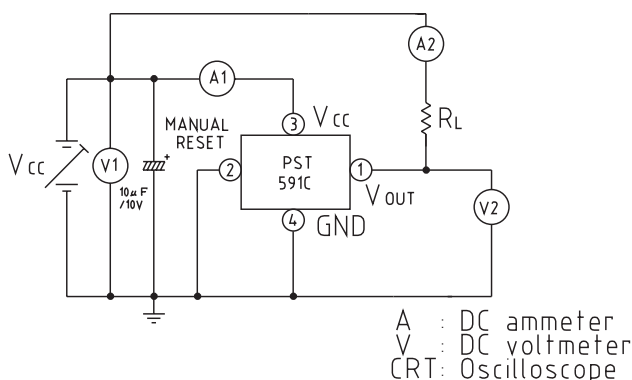 A2
A1
MANUAL
RESET
3
Vcc
RL
Vcc
V1
+
10μF
/10V
2
PST
591C
1
VOUT
V2
4
GND
A : DC ammeter
V : DC voltmeter
CRT: Oscilloscope